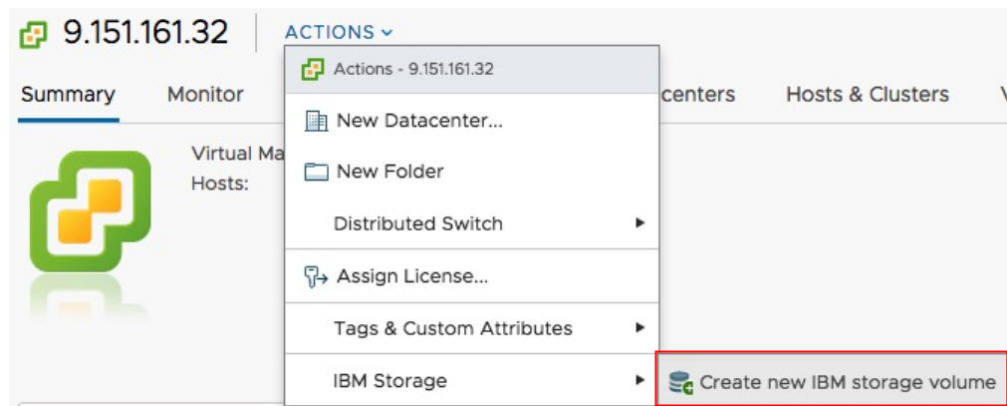 9.151.161.32 ACTIONS
Actions - 9.151.161.32
Summary Monitor centers Hosts & Clusters
New Datacenter...
Virtual Ma
New Folder
Hosts:
Distributed Switch
Assign License...
Tags & Custom Attributes
IBM Storage Create new IBM storage volume